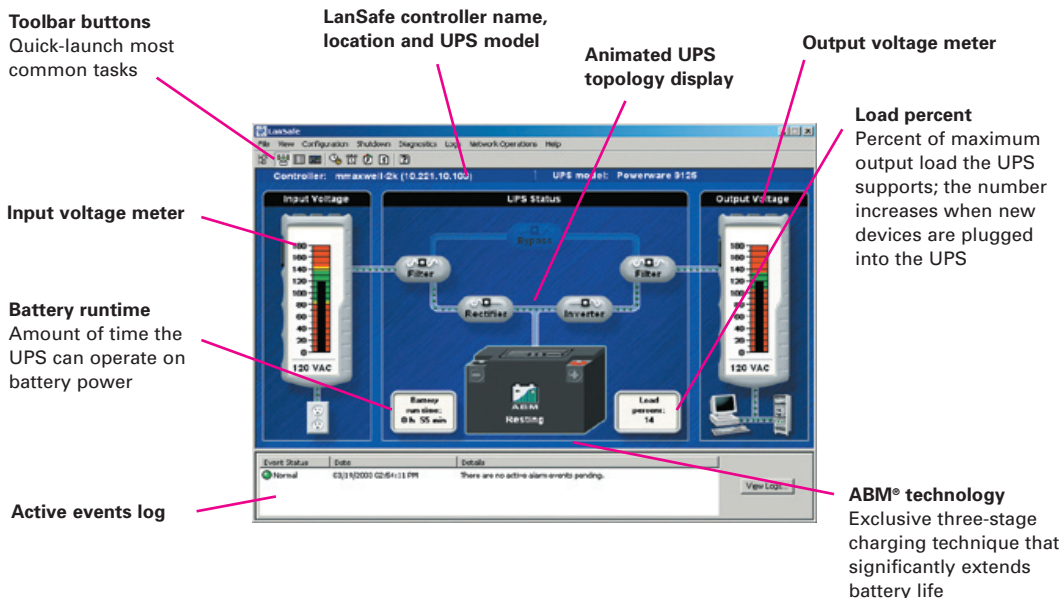 Toolbar buttons
Quick-launch most
common tasks
LanSafe controller name,
location and UPS model
Animated UPS
topology display
Output voltage meter
Load percent
Percent of maximum
output load the UPS
supports; the number
increases when new
devices are plugged
into the UPS
Input voltage meter
Battery runtime
Amount of time the
UPS can operate on
battery power
Active events log
ABM® technology
Exclusive three-stage
charging technique that
significantly extends
battery life
LanSafe
File View Configuration Shutdown Diagnostics Logs Network Operations Help
Controller: mmaxwell-2k (10.221.10.100) UPS model: Powerware 9125
Input Voltage
UPS Status
Output Voltage
Bypass
Filter
Filter
Rectifier
Inverter
180
160
140
120
100
80
60
40
20
0
120 VAC
180
160
140
120
100
80
60
40
20
0
120 VAC
Battery
run time:
0 h 55 min
ABM
Resting
Load
percent:
14
Event Status Date Details
Normal 03/19/2003 02:54:11 PM There are no active alarm events pending.
View Logs...